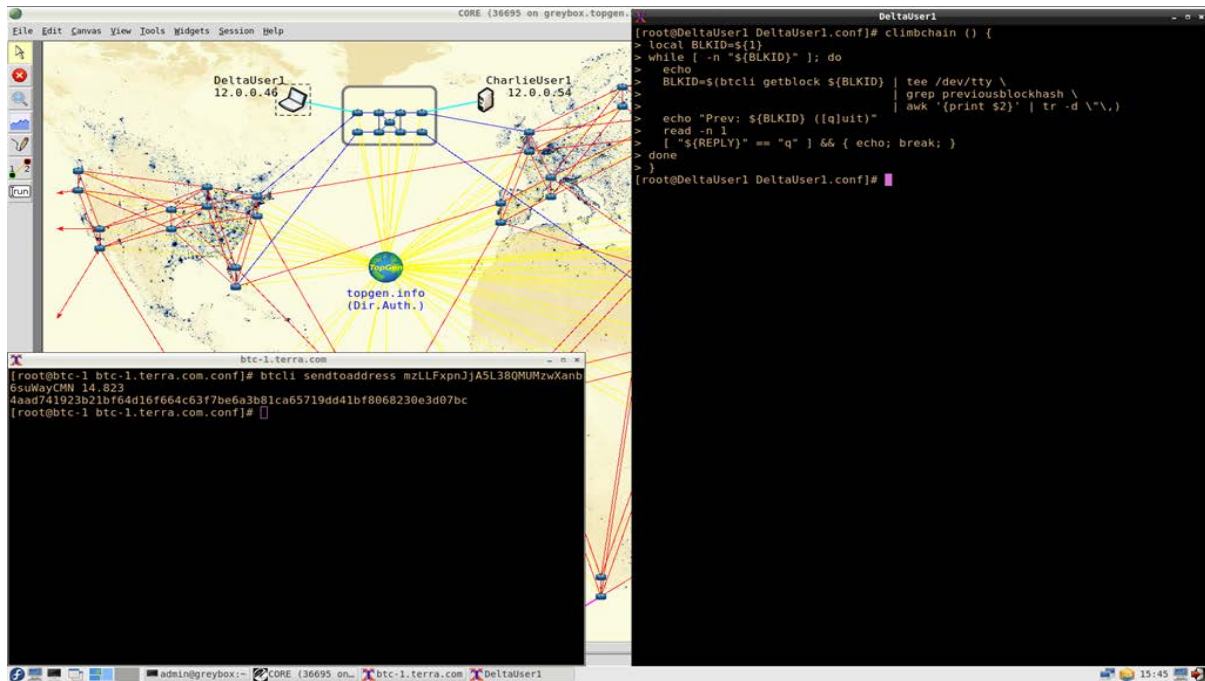 CORE (36695 on greybox.topgen.
File Edit Canvas View Tools Widgets Session Help
DeltaUser1
12.0.0.46
CharlieUser1
12.0.0.54
1 2
run
TopGen
topgen.info
(Dir.Auth.)
btc-1.terra.com
[root@btc-1 btc-1.terra.com.conf]# btcli sendtoaddress mzLLFxpnJjA5L38QMUMzwXanb
6suWayCMN 14.823
4aad741923b21bf64d16f664c63f7be6a3b81ca65719dd41bf8068230e3d07bc
[root@btc-1 btc-1.terra.com.conf]#
DeltaUser1
[root@DeltaUser1 DeltaUser1.conf]# climbchain () {
> local BLKID=${1}
> while [ -n "${BLKID}" ]; do
>   echo
>   BLKID=$(btcli getblock ${BLKID} | tee /dev/tty \
>                                   | grep previousblockhash \
>                                   | awk '{print $2}' | tr -d \"\,)
>   echo "Prev: ${BLKID} ([q]uit)"
>   read -n 1
>   [ "${REPLY}" == "q" ] && { echo; break; }
> done
> }
[root@DeltaUser1 DeltaUser1.conf]#
admin@greybox:~ CORE (36695 on... btc-1.terra.com DeltaUser1 15:45